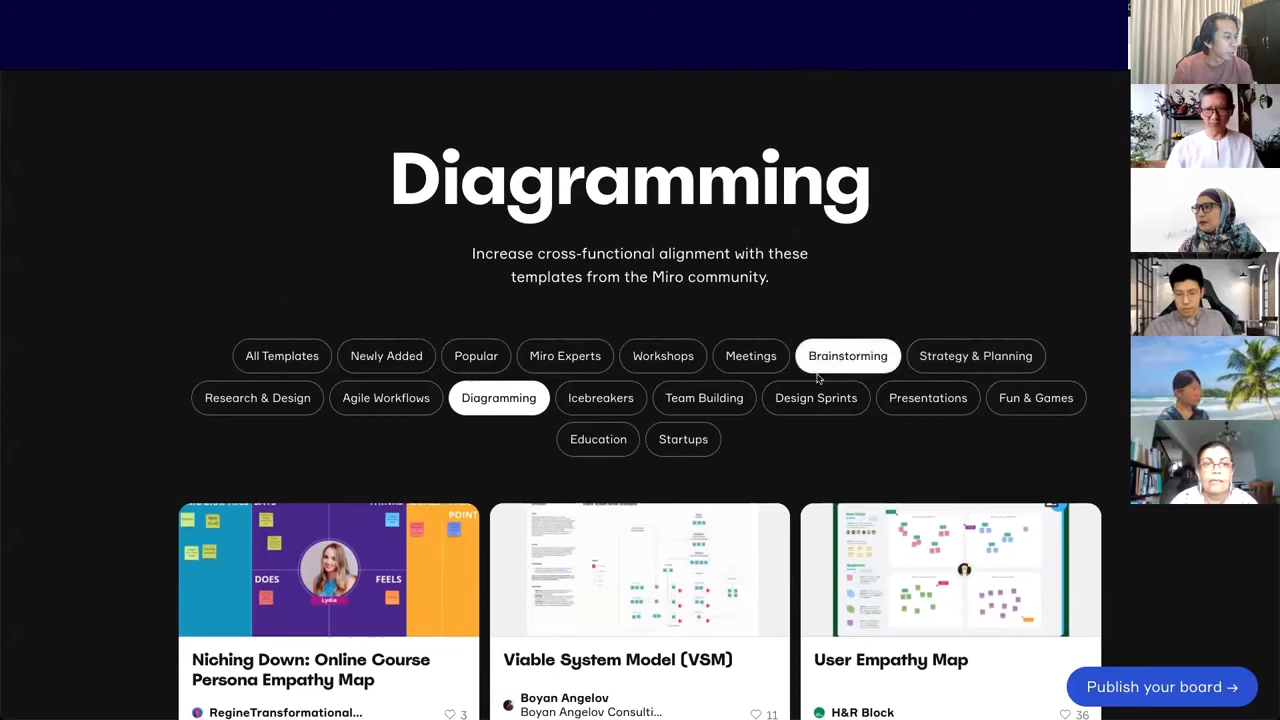 Diagramming
Increase cross-functional alignment with these
templates from the Miro community.
All Templates
Newly Added
Popular
Miro Experts
Workshops
Meetings
Brainstorming
Strategy & Planning
Research & Design
Agile Workflows
Diagramming
Icebreakers
Team Building
Design Sprints
Presentations
Fun & Games
Education
Startups
POINT
DOES
FEELS
Lydia
Niching Down: Online Course
Persona Empathy Map
RegineTransformational...
3
Viable System Model (VSM)
Boyan Angelov
Boyan Angelov Consulti...
11
User Empathy Map
H&R Block
36
Publish your board →